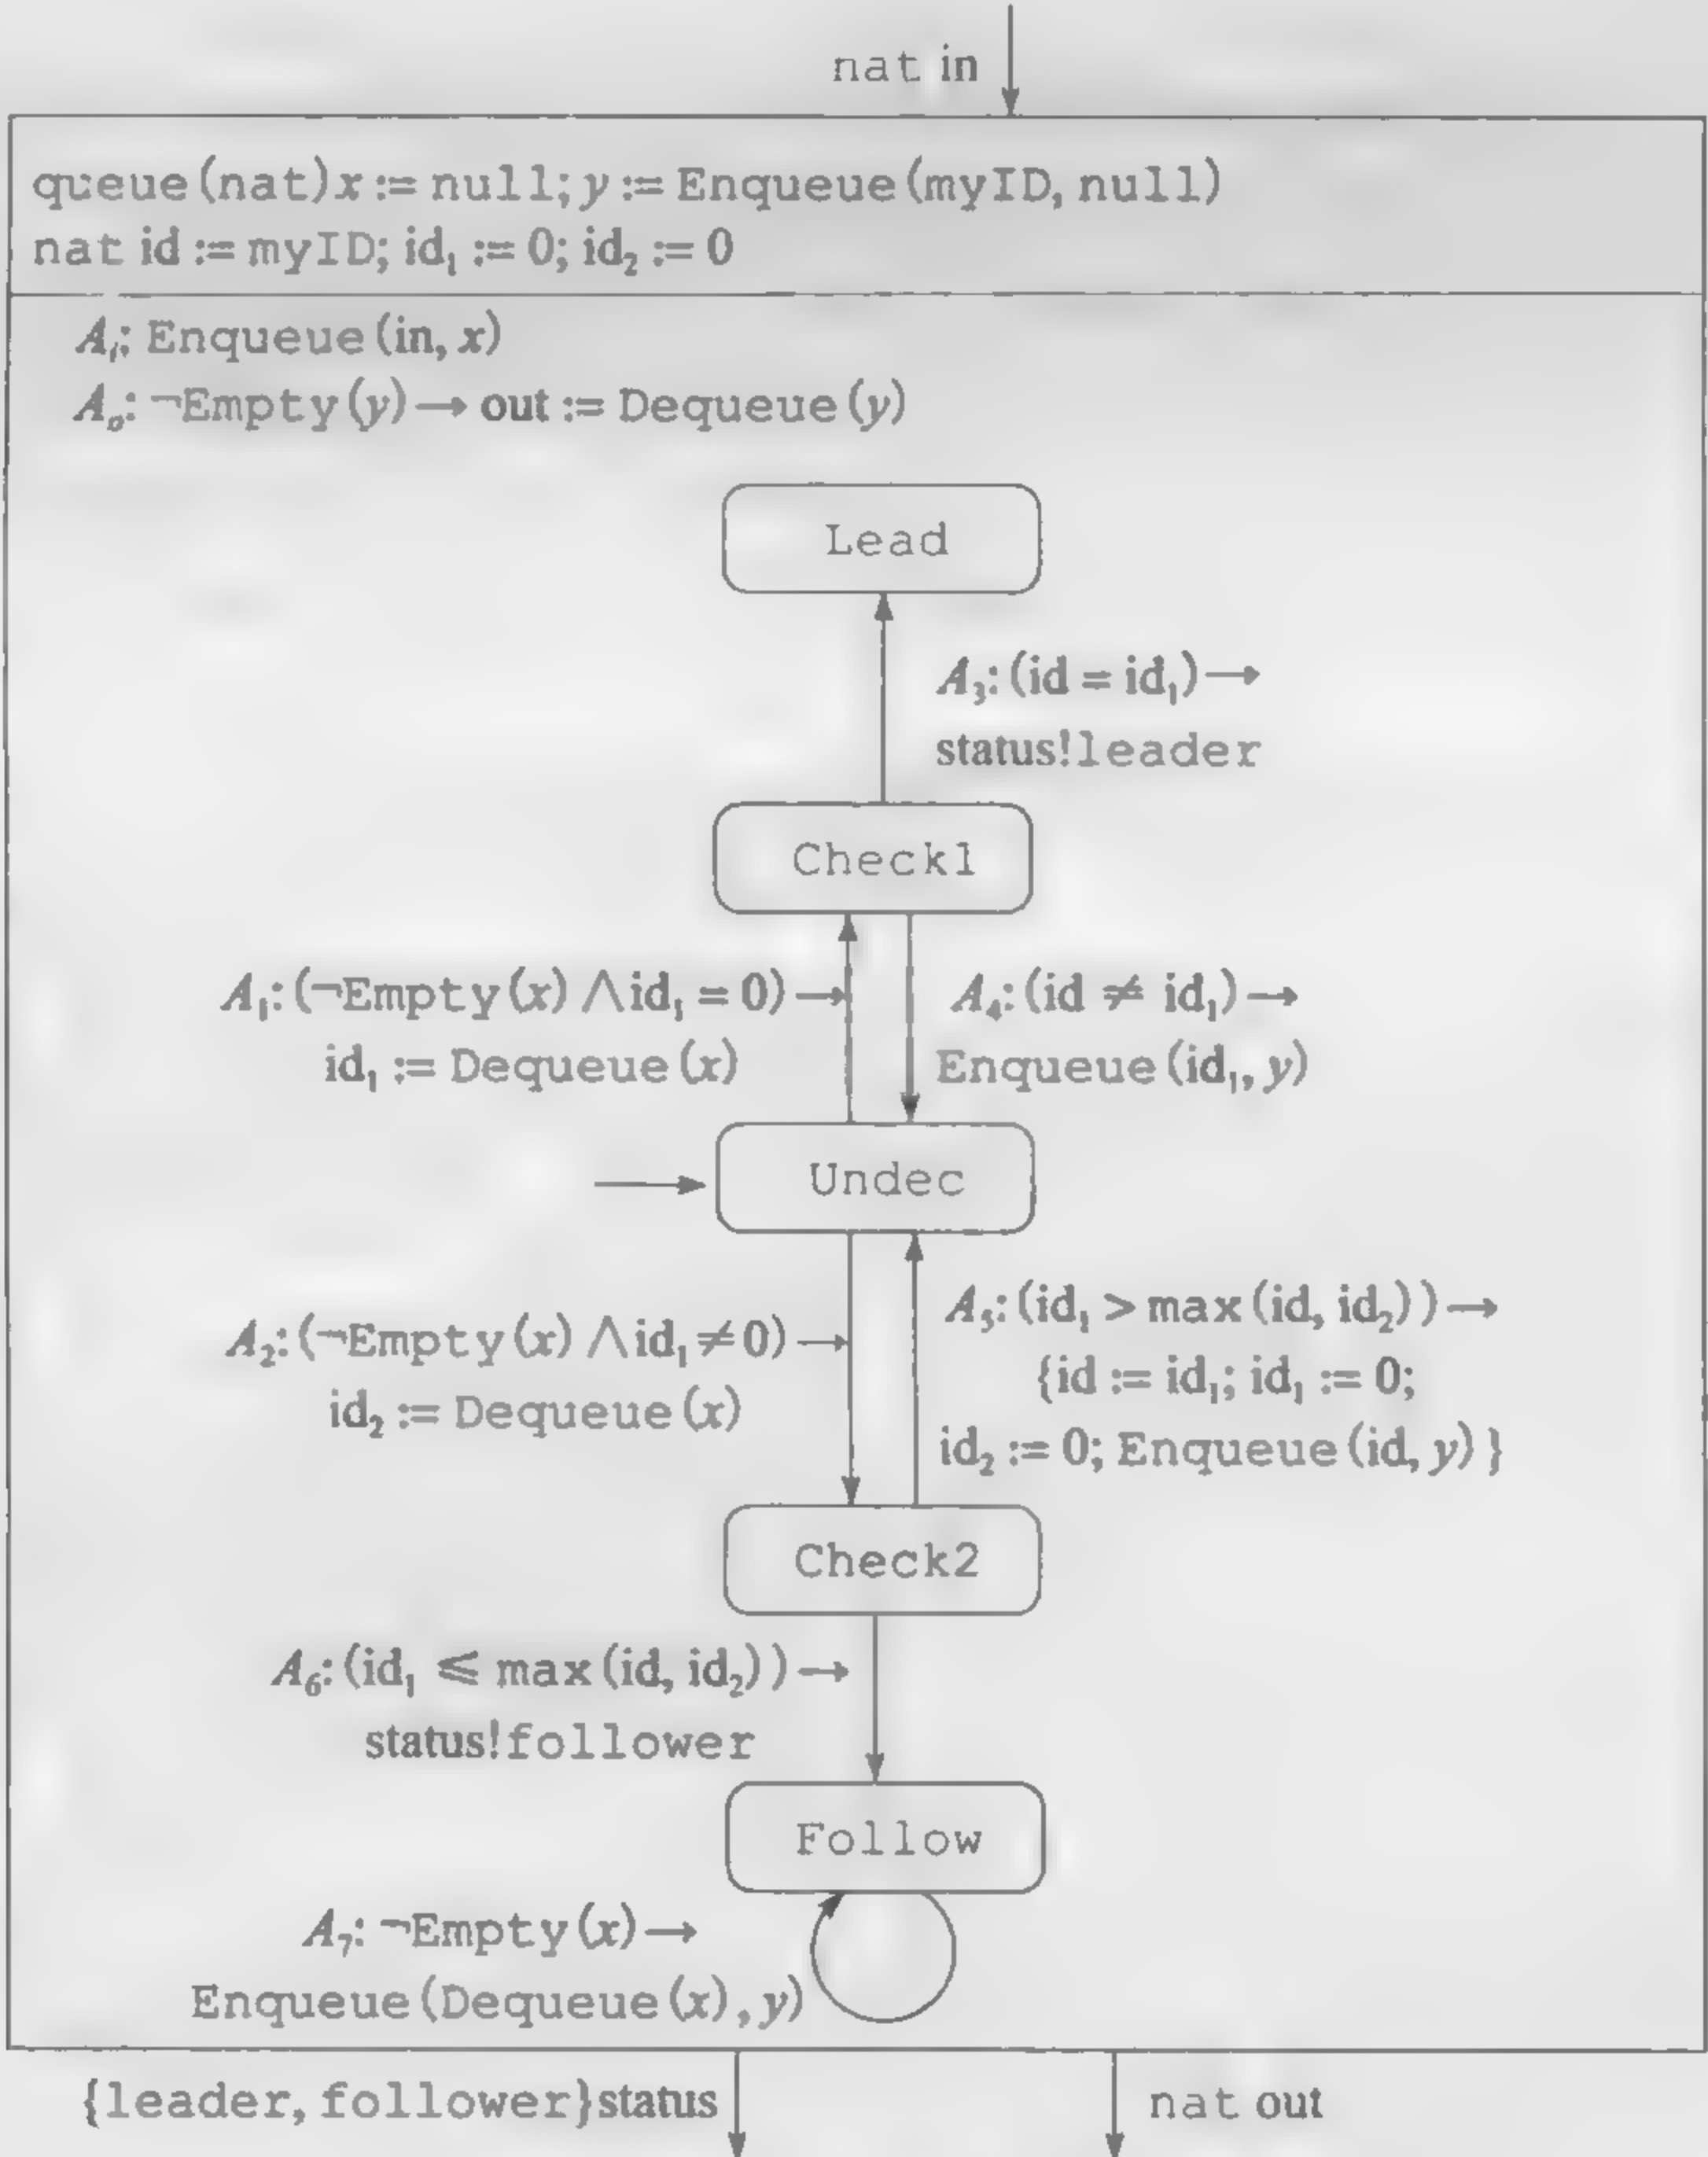 nat in
queue(nat)x := null; y := Enqueue(myID, null)
nat id := myID; id₁ := 0; id₂ := 0
Aᵢ: Enqueue(in, x)
Aₒ: ¬Empty(y)→ out := Dequeue(y)
Lead
A₃: (id = id₁)→
status!leader
Check1
A₁: (¬Empty(x) ∧ id₁ = 0)→
id₁ := Dequeue(x)
A₄: (id ≠ id₁)→
Enqueue(id₁, y)
Undec
A₂: (¬Empty(x) ∧ id₁ ≠ 0)→
id₂ := Dequeue(x)
A₅: (id₁ > max(id, id₂))→
{id := id₁; id₁ := 0;
id₂ := 0; Enqueue(id, y)}
Check2
A₆: (id₁ ⩽ max(id, id₂))→
status!follower
Follow
A₇: ¬Empty(x)→
Enqueue(Dequeue(x), y)
{leader, follower}status
nat out